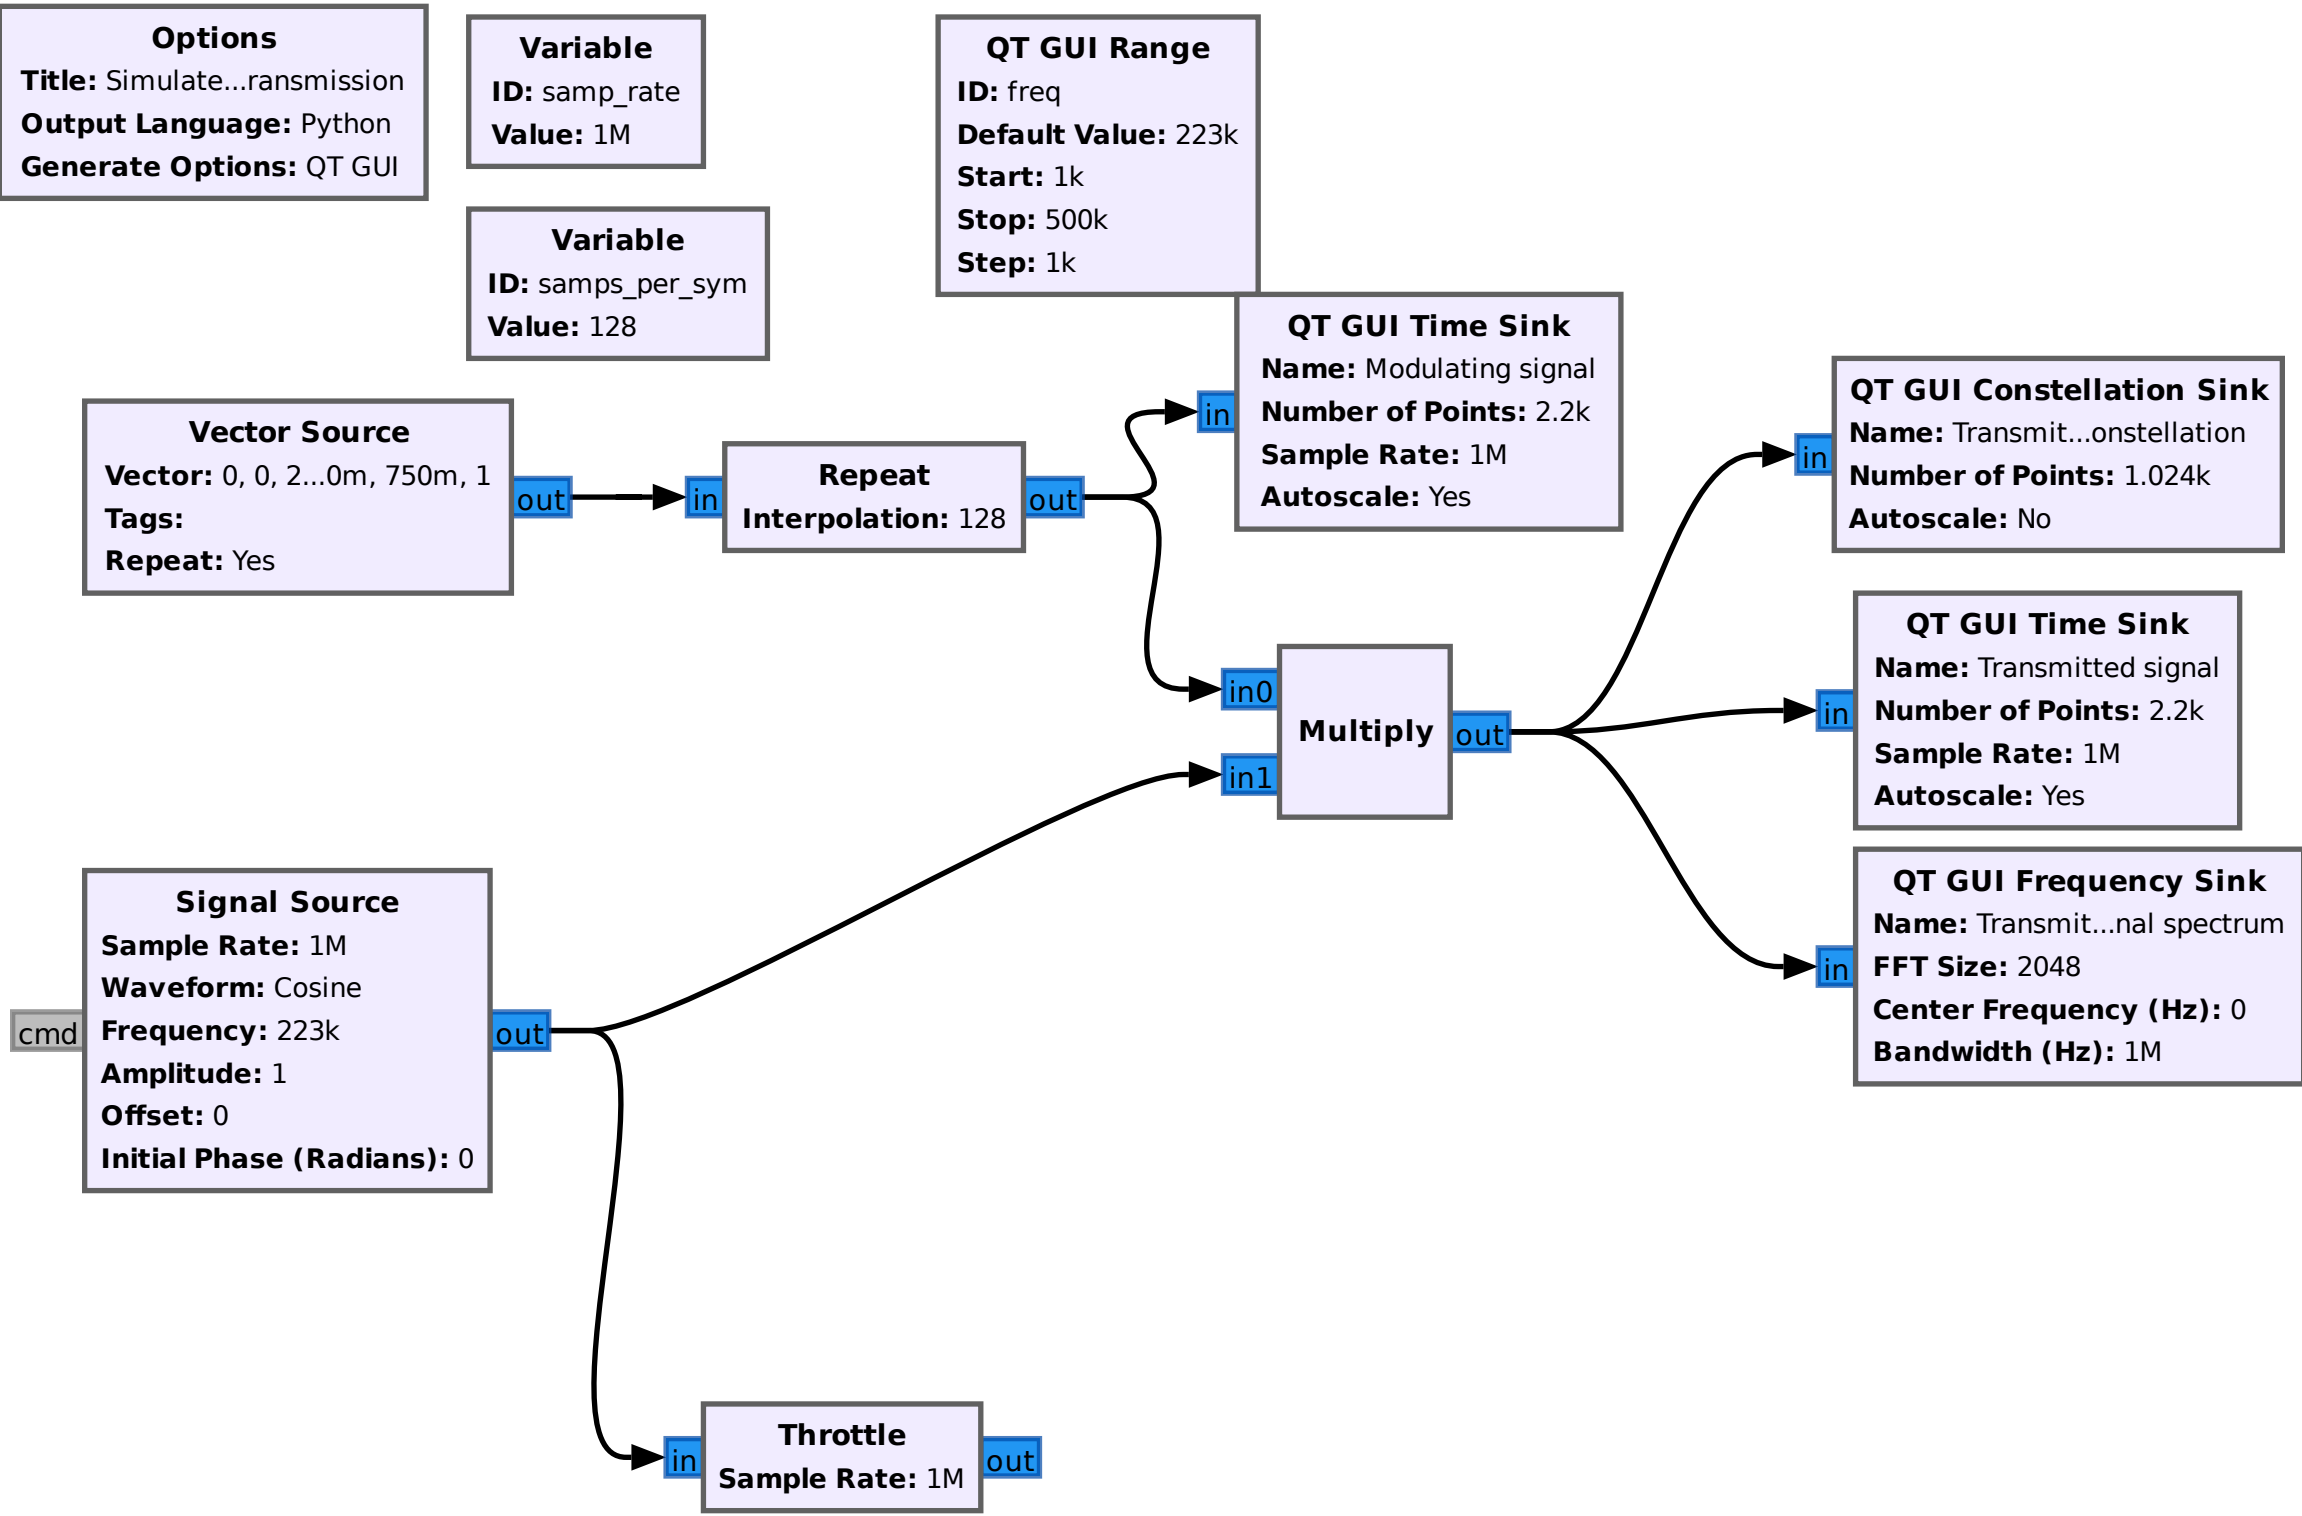 Options
Title: Simulate...ransmission
Output Language: Python
Generate Options: QT GUI
Variable
ID: samp_rate
Value: 1M
Variable
ID: samps_per_sym
Value: 128
QT GUI Range
ID: freq
Default Value: 223k
Start: 1k
Stop: 500k
Step: 1k
QT GUI Time Sink
Name: Modulating signal
Number of Points: 2.2k
Sample Rate: 1M
Autoscale: Yes
in
QT GUI Constellation Sink
Name: Transmit...onstellation
Number of Points: 1.024k
Autoscale: No
in
Vector Source
Vector: 0, 0, 2...0m, 750m, 1
Tags:
Repeat: Yes
out
Repeat
Interpolation: 128
in
out
QT GUI Time Sink
Name: Transmitted signal
Number of Points: 2.2k
Sample Rate: 1M
Autoscale: Yes
in
Multiply
in0
in1
out
QT GUI Frequency Sink
Name: Transmit...nal spectrum
FFT Size: 2048
Center Frequency (Hz): 0
Bandwidth (Hz): 1M
in
Signal Source
Sample Rate: 1M
Waveform: Cosine
Frequency: 223k
Amplitude: 1
Offset: 0
Initial Phase (Radians): 0
cmd
out
Throttle
Sample Rate: 1M
in
out